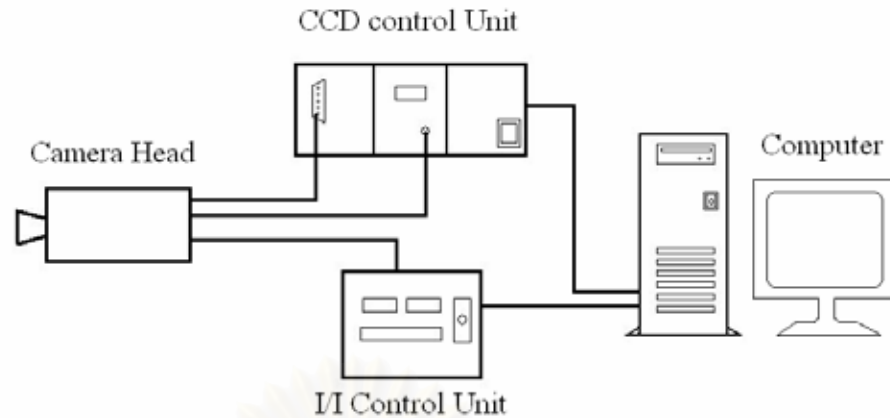 CCD control Unit
Camera Head
Computer
I/I Control Unit